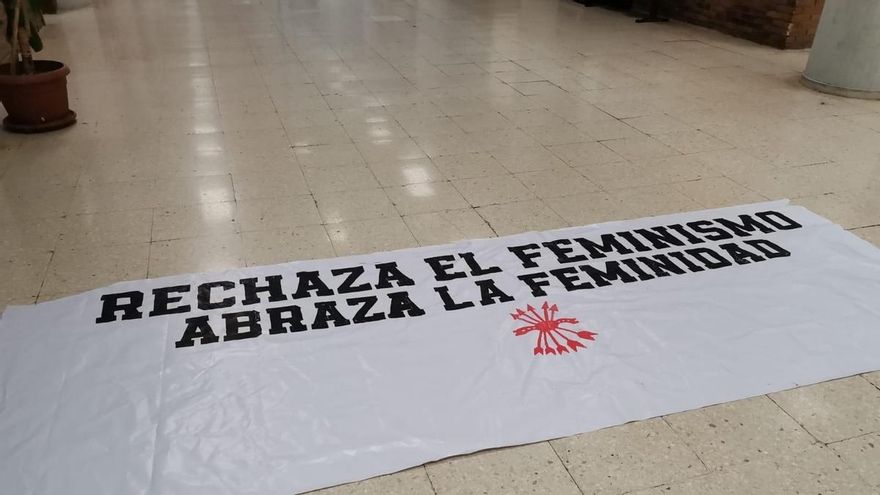 RECHAZA EL FEMINISMO
ABRAZA LA FEMINIDAD